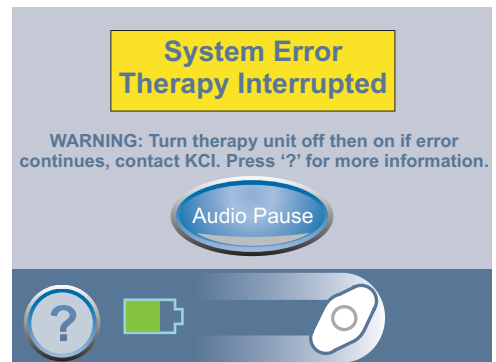 System Error
Therapy Interrupted
WARNING: Turn therapy unit off then on if error
continues, contact KCI. Press ‘?’ for more information.
Audio Pause
?